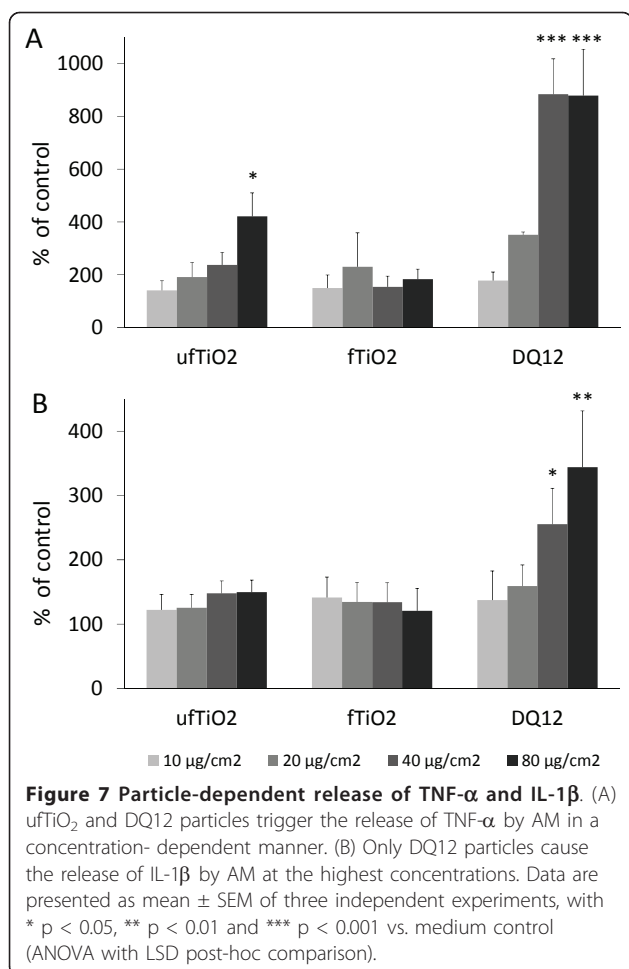 A
*** ***
1000
800
*
600
400
200
0
% of control
ufTiO2 fTiO2 DQ12
B
**
400
*
300
200
100
0
% of control
ufTiO2 fTiO2 DQ12
10 µg/cm2 20 µg/cm2 40 µg/cm2 80 µg/cm2
Figure 7 Particle-dependent release of TNF-α and IL-1β. (A)
ufTiO₂ and DQ12 particles trigger the release of TNF-α by AM in a
concentration- dependent manner. (B) Only DQ12 particles cause
the release of IL-1β by AM at the highest concentrations. Data are
presented as mean ± SEM of three independent experiments, with
* p < 0.05, ** p < 0.01 and *** p < 0.001 vs. medium control
(ANOVA with LSD post-hoc comparison).